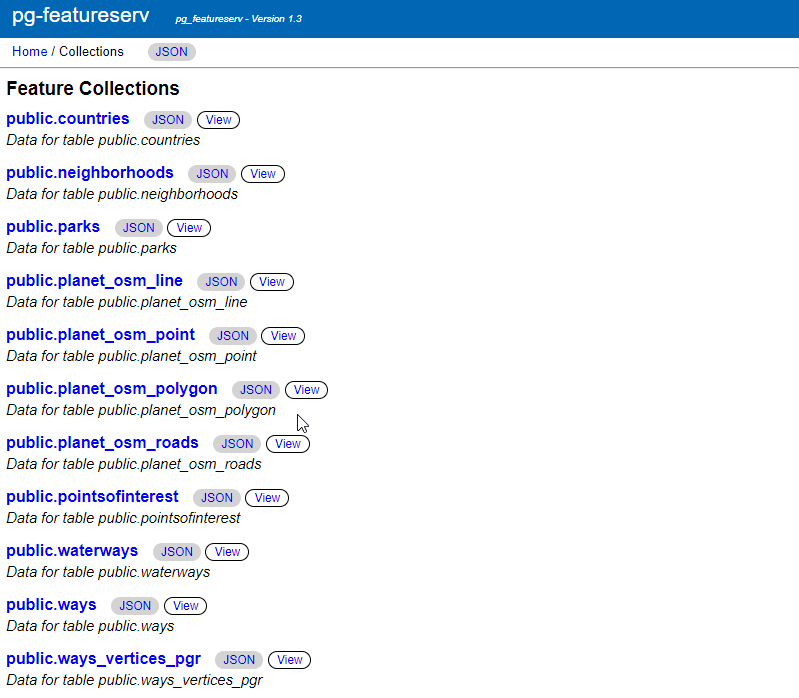 pg-featureserv pg_featureserv - Version 1.3
Home / Collections JSON
Feature Collections
public.countries JSON View
Data for table public.countries
public.neighborhoods JSON View
Data for table public.neighborhoods
public.parks JSON View
Data for table public.parks
public.planet_osm_line JSON View
Data for table public.planet_osm_line
public.planet_osm_point JSON View
Data for table public.planet_osm_point
public.planet_osm_polygon JSON View
Data for table public.planet_osm_polygon
public.planet_osm_roads JSON View
Data for table public.planet_osm_roads
public.pointsofinterest JSON View
Data for table public.pointsofinterest
public.waterways JSON View
Data for table public.waterways
public.ways JSON View
Data for table public.ways
public.ways_vertices_pgr JSON View
Data for table public.ways_vertices_pgr